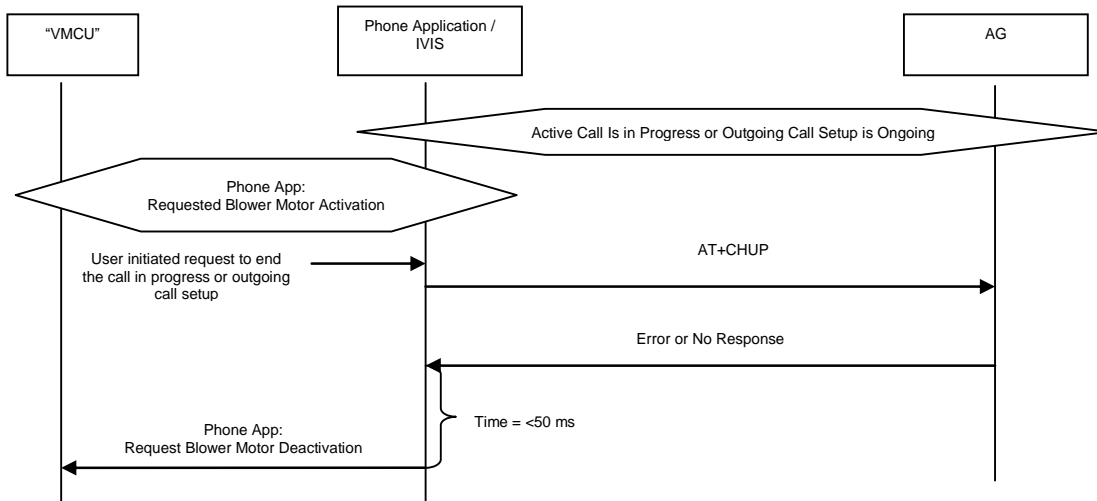 “VMCU”
Phone Application /
IVIS
AG
Active Call Is in Progress or Outgoing Call Setup is Ongoing
Phone App:
Requested Blower Motor Activation
User initiated request to end
the call in progress or outgoing
call setup
AT+CHUP
Error or No Response
Time = <50 ms
Phone App:
Request Blower Motor Deactivation